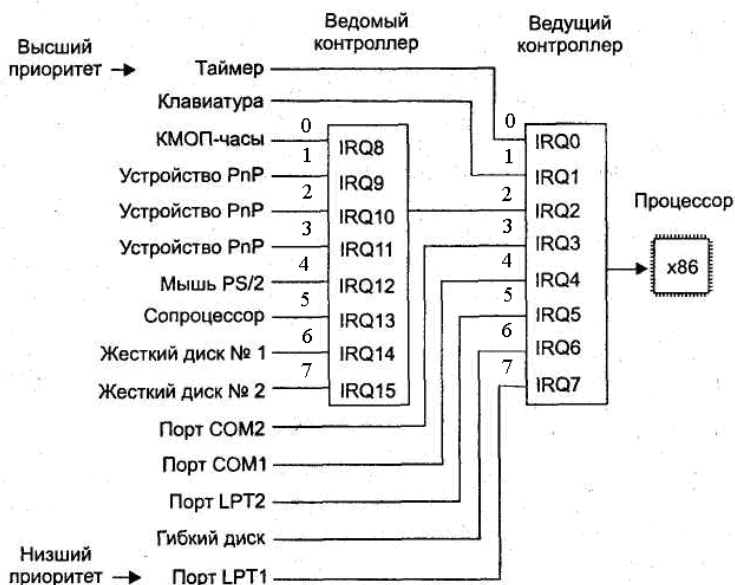 Ведомый контроллер
Ведущий контроллер
Высший приоритет →
Таймер
Клавиатура
КМОП-часы
Устройство PnP
Устройство PnP
Устройство PnP
Мышь PS/2
Сопроцессор
Жесткий диск № 1
Жесткий диск № 2
Порт COM2
Порт COM1
Порт LPT2
Гибкий диск
Низший приоритет →
Порт LPT1
0
IRQ8
1
IRQ9
2
IRQ10
3
IRQ11
4
IRQ12
5
IRQ13
6
IRQ14
7
IRQ15
0
IRQ0
1
IRQ1
2
IRQ2
3
IRQ3
4
IRQ4
5
IRQ5
6
IRQ6
7
IRQ7
Процессор
x86